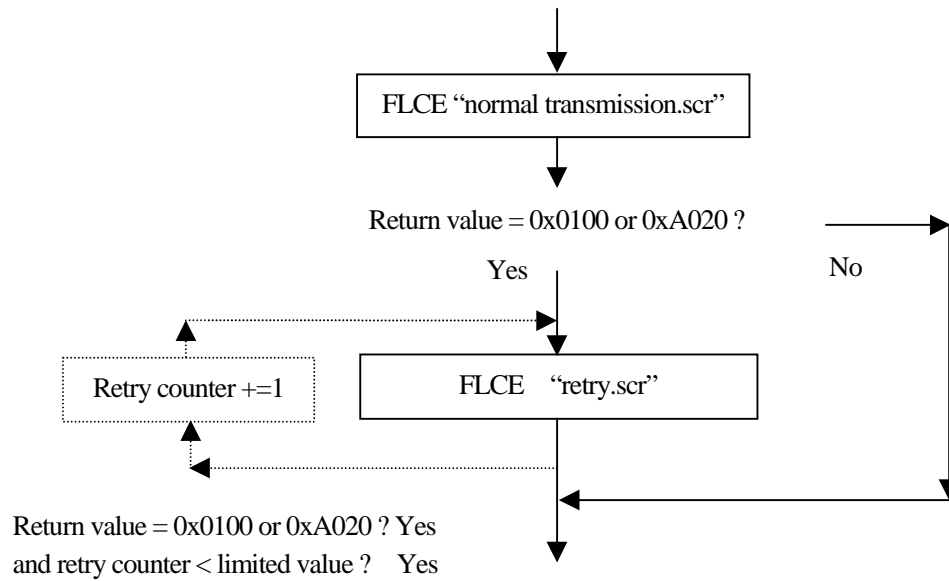 FLCE “normal transmission.scr”
Return value = 0x0100 or 0xA020 ?
Yes
No
Retry counter +=1
FLCE “retry.scr”
Return value = 0x0100 or 0xA020 ? Yes
and retry counter < limited value ? Yes